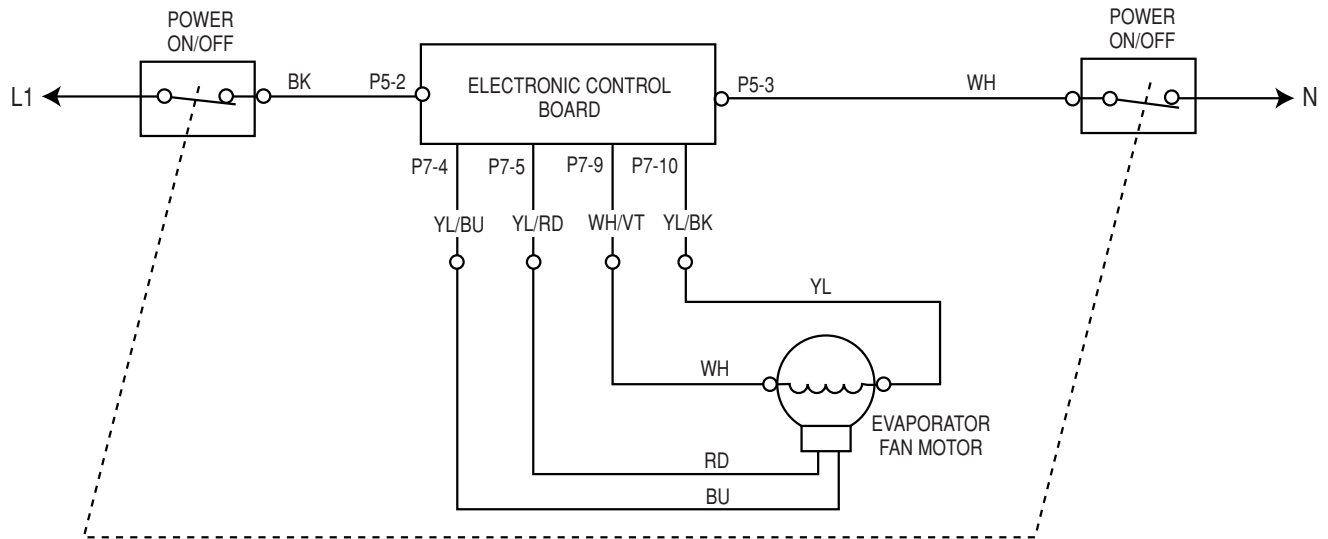 POWER
ON/OFF
POWER
ON/OFF
L1
BK
P5-2
ELECTRONIC CONTROL
BOARD
P5-3
WH
N
P7-4
P7-5
P7-9
P7-10
YL/BU
YL/RD
WH/VT
YL/BK
YL
WH
EVAPORATOR
FAN MOTOR
RD
BU